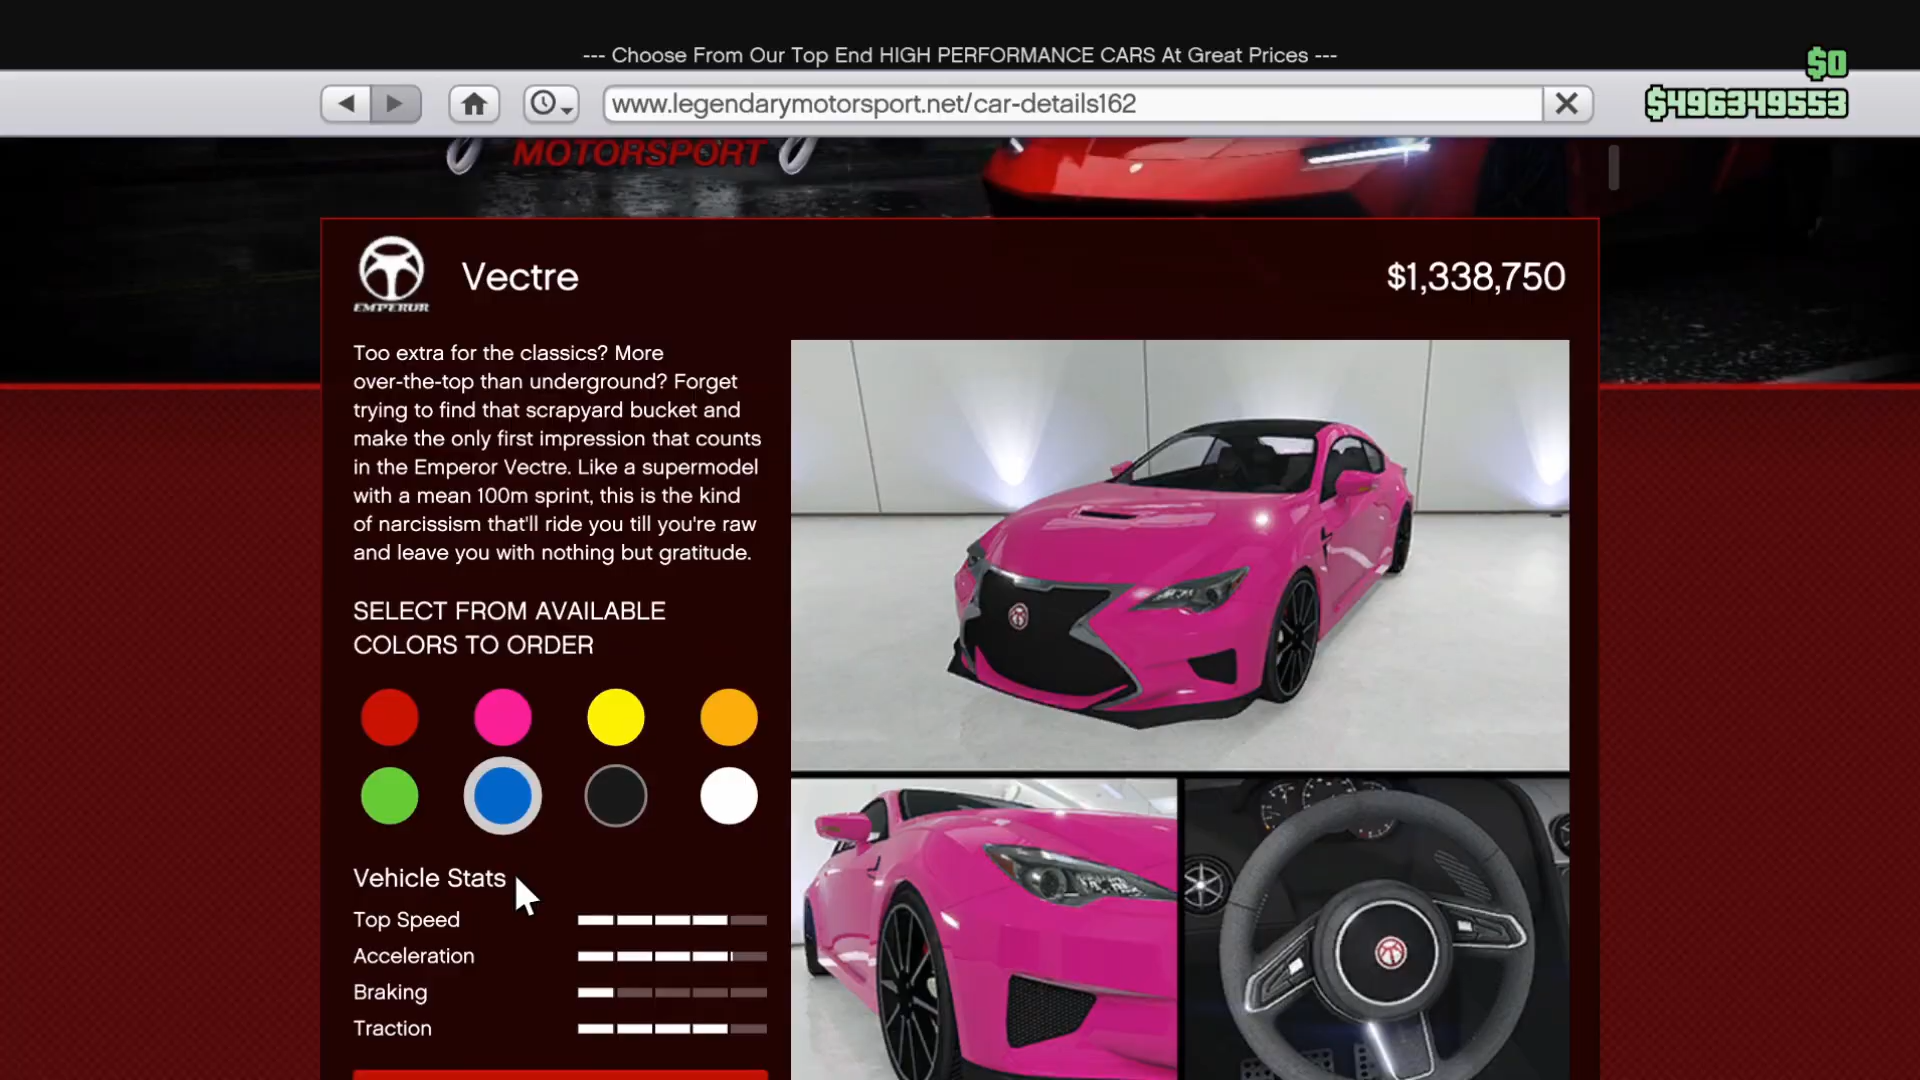 --- Choose From Our Top End HIGH PERFORMANCE CARS At Great Prices ---
$0
www.legendarymotorsport.net/car-details162
$496349553
MOTORSPORT
EMPEROR
Vectre
$1,338,750
Too extra for the classics? More
over-the-top than underground? Forget
trying to find that scrapyard bucket and
make the only first impression that counts
in the Emperor Vectre. Like a supermodel
with a mean 100m sprint, this is the kind
of narcissism that'll ride you till you're raw
and leave you with nothing but gratitude.
SELECT FROM AVAILABLE
COLORS TO ORDER
Vehicle Stats
Top Speed
Acceleration
Braking
Traction